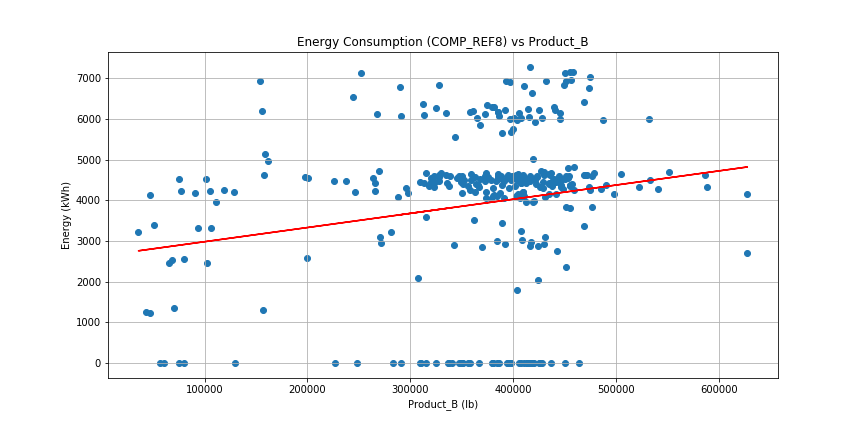 Energy Consumption (COMP_REF8) vs Product_B
7000
6000
5000
4000
3000
2000
1000
0
Energy (kWh)
100000 200000 300000 400000 500000 600000
Product_B (lb)